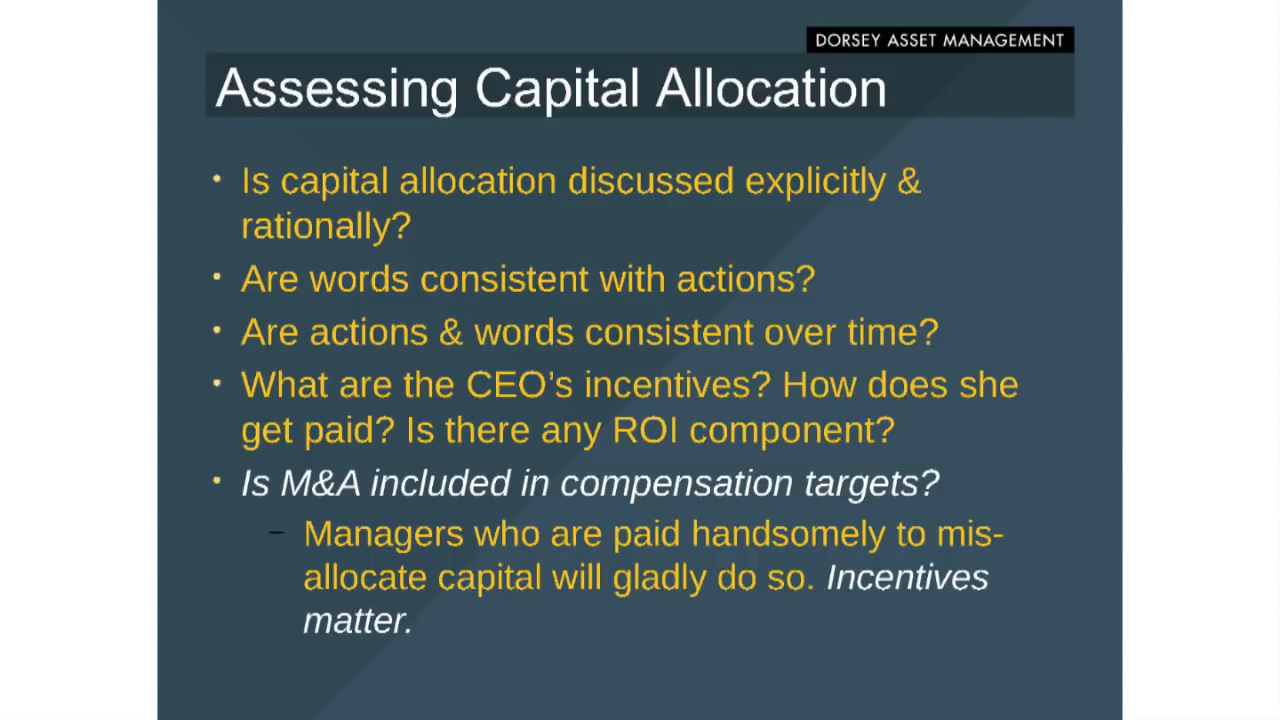 DORSEY ASSET MANAGEMENT
Assessing Capital Allocation
• Is capital allocation discussed explicitly &
rationally?
• Are words consistent with actions?
• Are actions & words consistent over time?
• What are the CEO’s incentives? How does she
get paid? Is there any ROI component?
• Is M&A included in compensation targets?
– Managers who are paid handsomely to mis-
allocate capital will gladly do so. Incentives
matter.